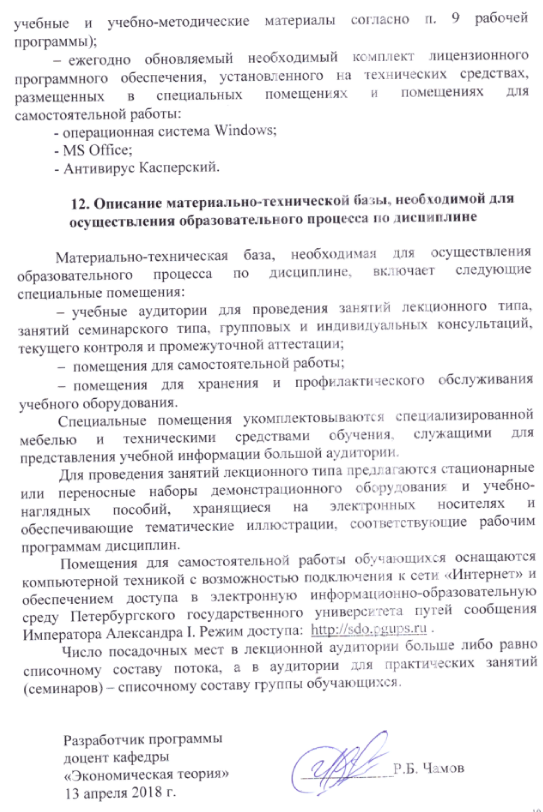 учебные и учебно-методические материалы согласно п. 9 рабочей
программы);
– ежегодно обновляемый необходимый комплект лицензионного
программного обеспечения, установленного на технических средствах,
размещенных в специальных помещениях и помещениях для
самостоятельной работы:
- операционная система Windows;
- MS Office;
- Антивирус Касперский.
12. Описание материально-технической базы, необходимой для
осуществления образовательного процесса по дисциплине
Материально-техническая база, необходимая для осуществления
образовательного процесса по дисциплине, включает следующие
специальные помещения:
– учебные аудитории для проведения занятий лекционного типа,
занятий семинарского типа, групповых и индивидуальных консультаций,
текущего контроля и промежуточной аттестации;
– помещения для самостоятельной работы;
– помещения для хранения и профилактического обслуживания
учебного оборудования.
Специальные помещения укомплектовываются специализированной
мебелью и техническими средствами обучения, служащими для
представления учебной информации большой аудитории.
Для проведения занятий лекционного типа предлагаются стационарные
или переносные наборы демонстрационного оборудования и учебно-
наглядных пособий, хранящиеся на электронных носителях и
обеспечивающие тематические иллюстрации, соответствующие рабочим
программам дисциплин.
Помещения для самостоятельной работы обучающихся оснащаются
компьютерной техникой с возможностью подключения к сети «Интернет» и
обеспечением доступа в электронную информационно-образовательную
среду Петербургского государственного университета путей сообщения
Императора Александра I. Режим доступа: http://sdo.pgups.ru .
Число посадочных мест в лекционной аудитории больше либо равно
списочному составу потока, а в аудитории для практических занятий
(семинаров) – списочному составу группы обучающихся.
Разработчик программы
доцент кафедры
«Экономическая теория»
Р.Б. Чамов
13 апреля 2018 г.